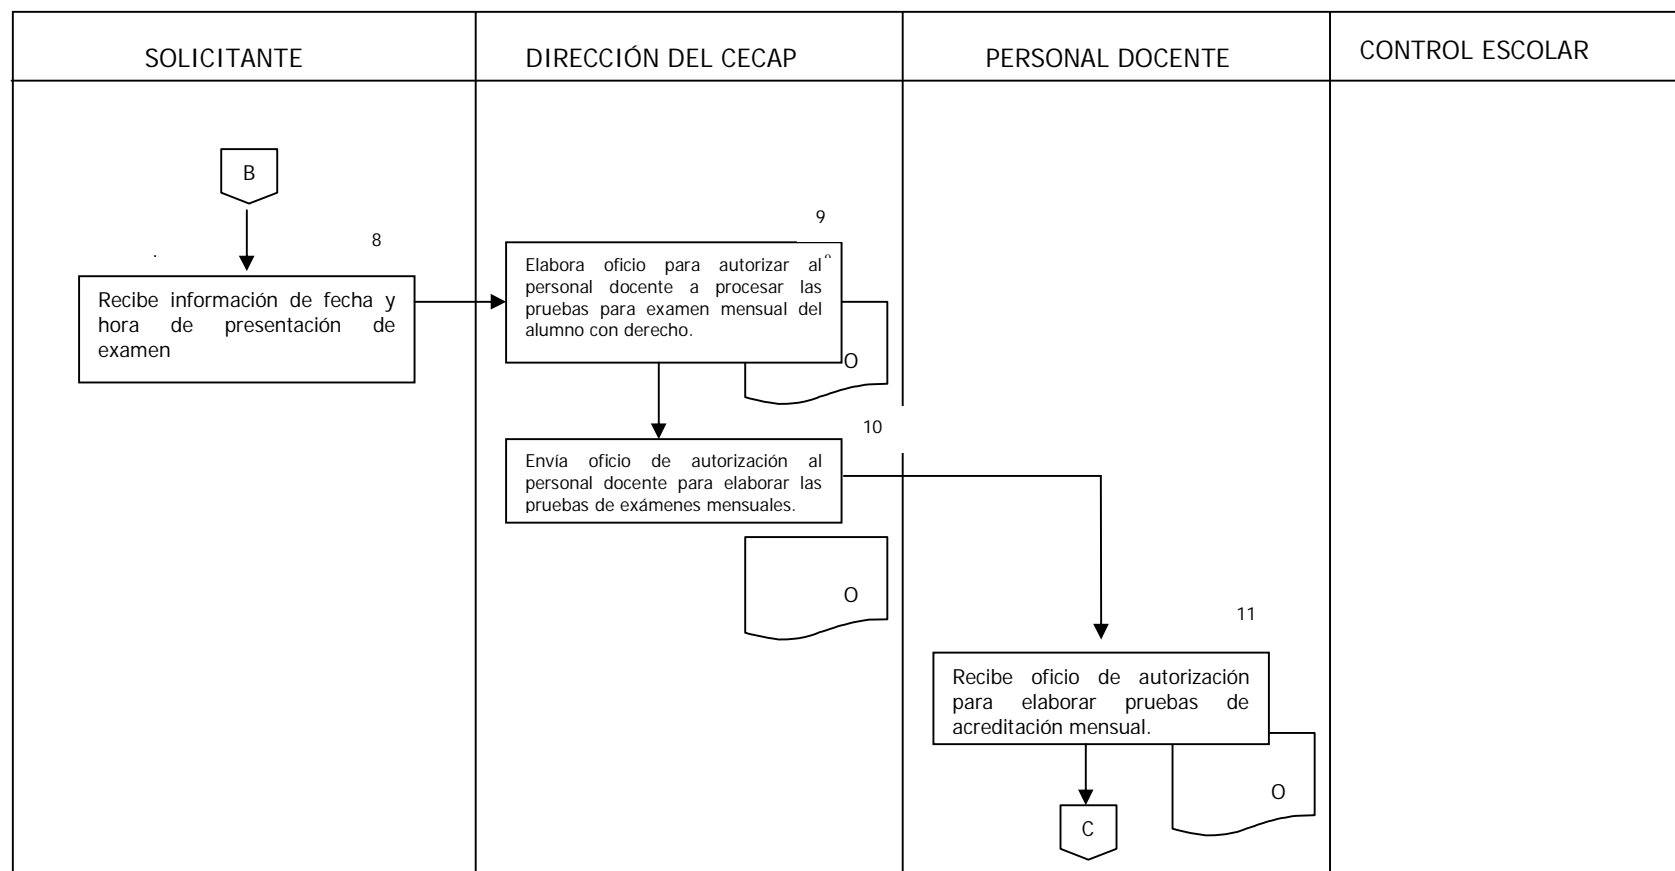 SOLICITANTE
DIRECCIÓN DEL CECAP
PERSONAL DOCENTE
CONTROL ESCOLAR
B
8
.
Recibe información de fecha y
hora de presentación de
examen
9
Elabora oficio para autorizar al
personal docente a procesar las
pruebas para examen mensual del
alumno con derecho.
O
10
Envía oficio de autorización al
personal docente para elaborar las
pruebas de exámenes mensuales.
O
11
Recibe oficio de autorización
para elaborar pruebas de
acreditación mensual.
O
C